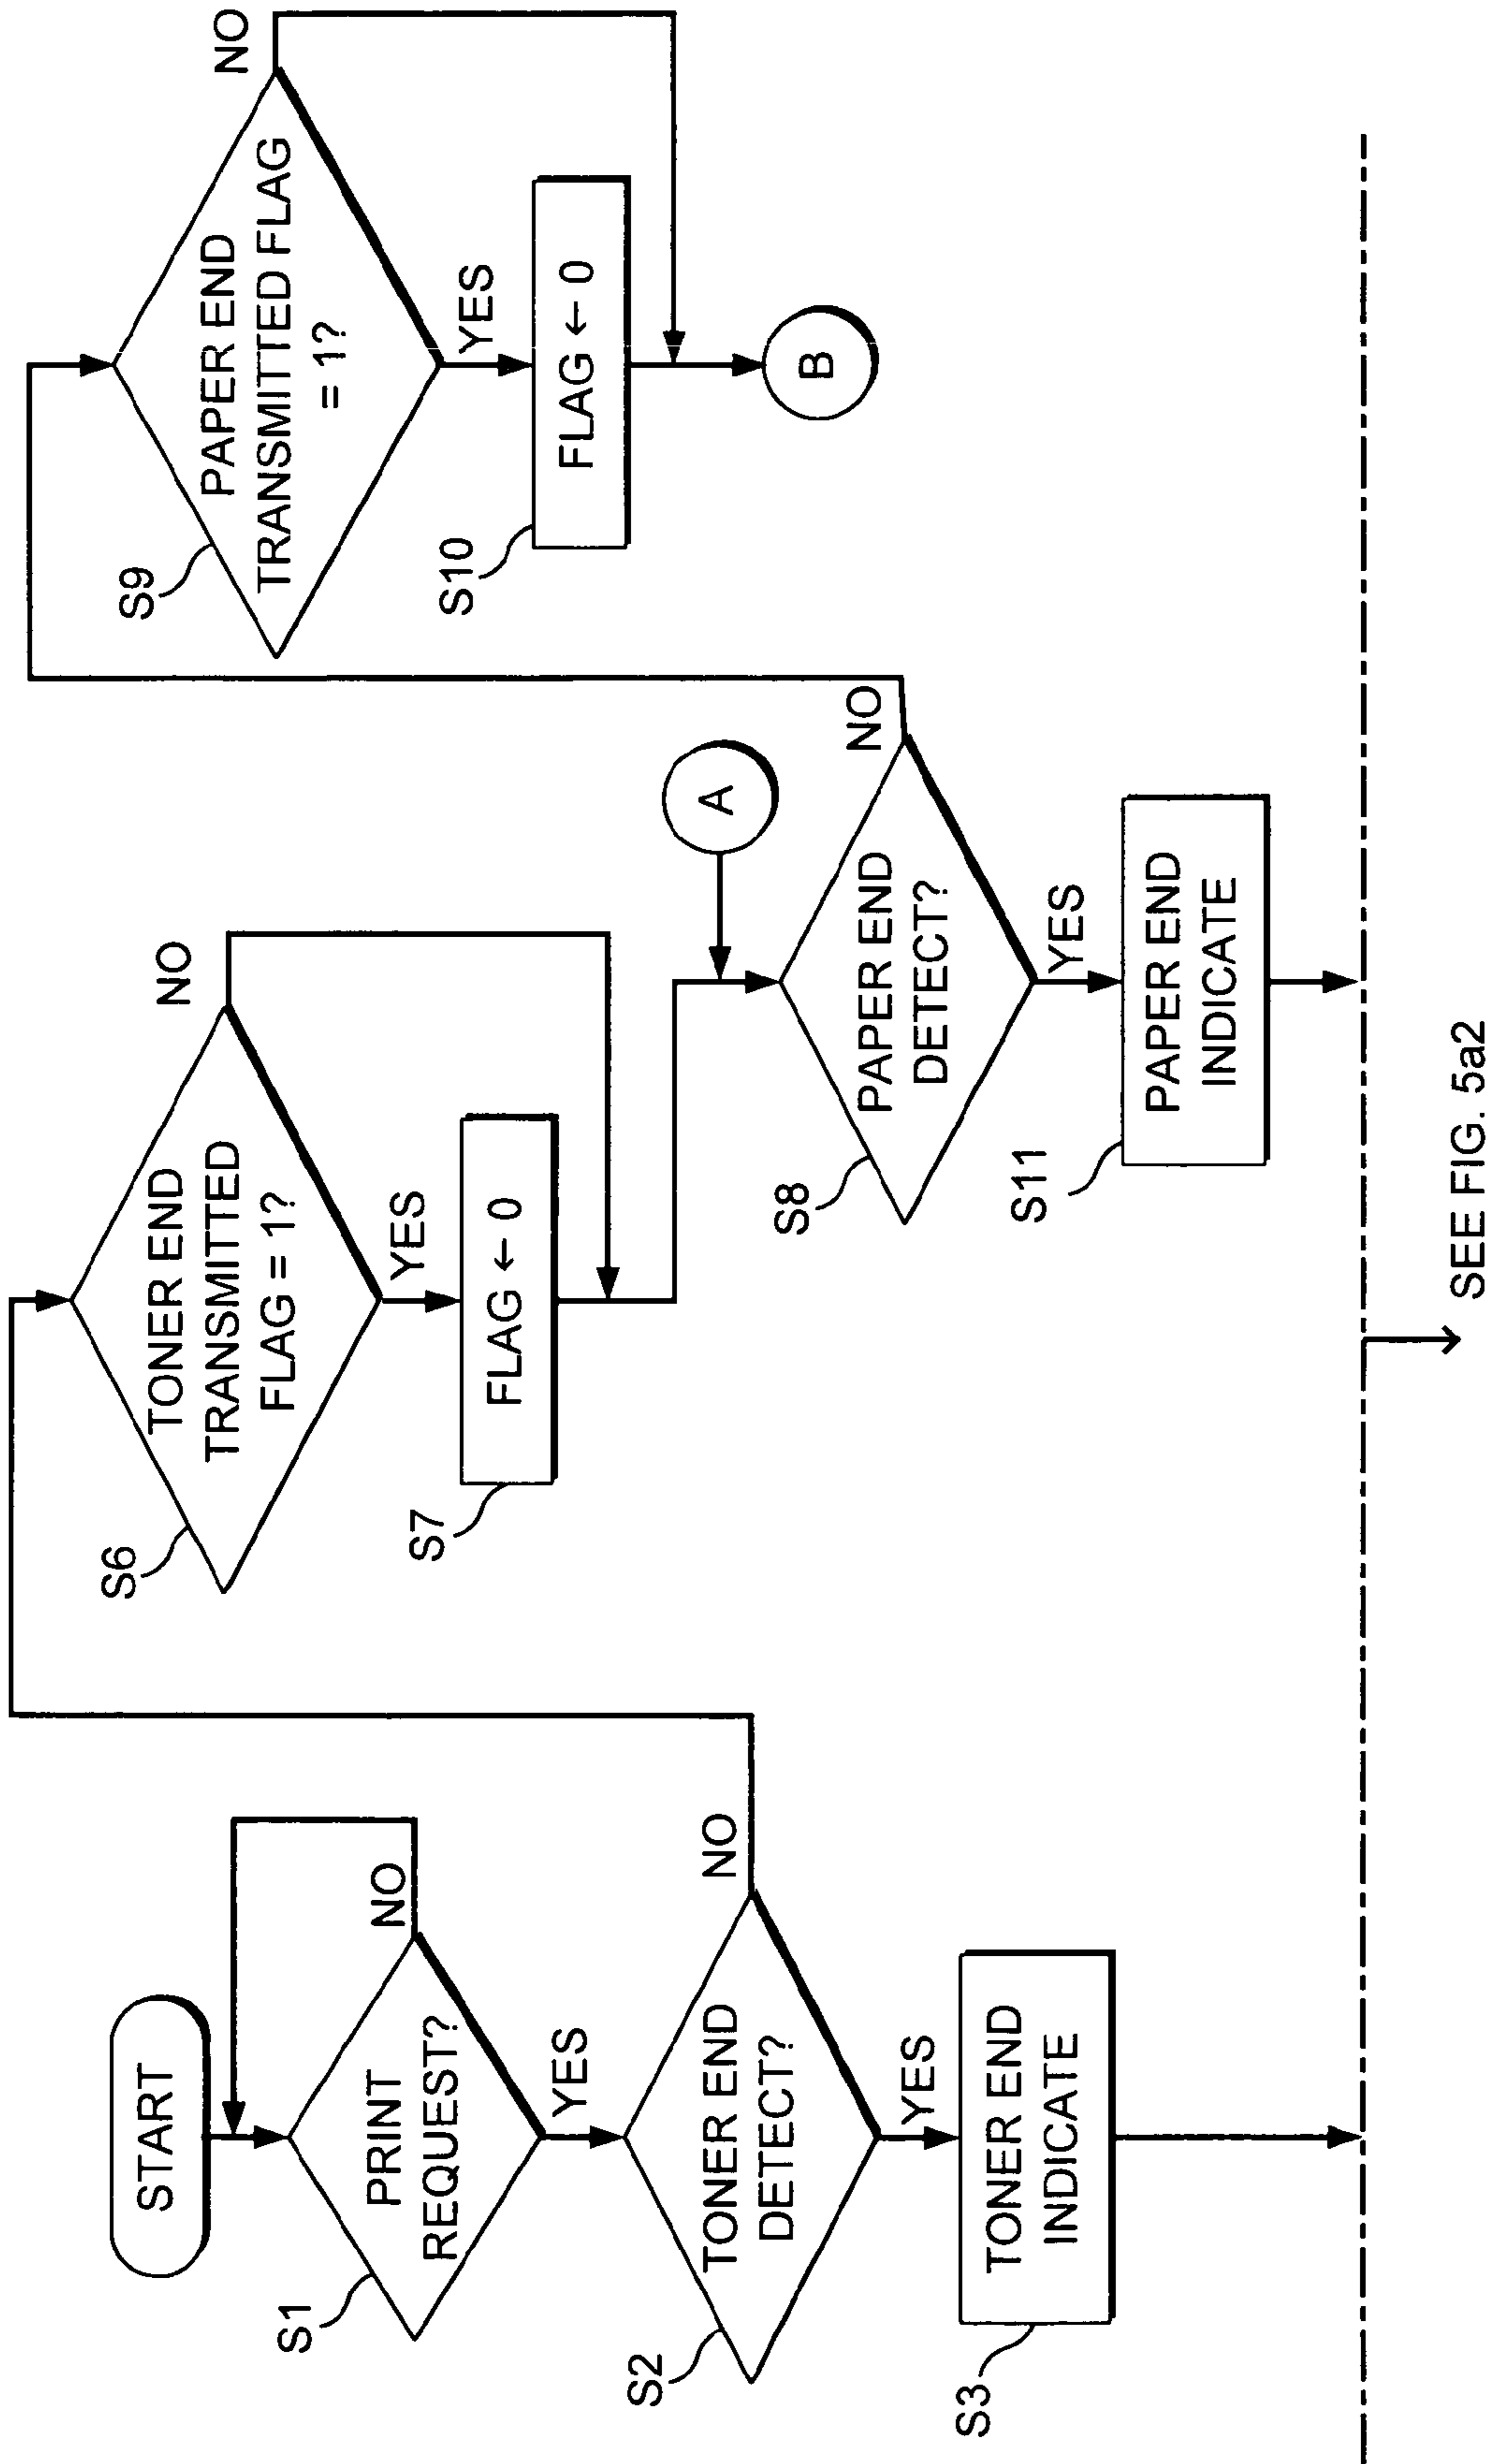 START
S1
PRINT
REQUEST?
NO
YES
S2
TONER END
DETECT?
NO
YES
S3
TONER END
INDICATE
S6
TONER END
TRANSMITTED
FLAG = 1?
NO
YES
S7
FLAG ← 0
A
S8
PAPER END
DETECT?
NO
YES
S11
PAPER END
INDICATE
S9
PAPER END
TRANSMITTED FLAG
= 1?
NO
YES
S10
FLAG ← 0
B
SEE FIG. 5a2